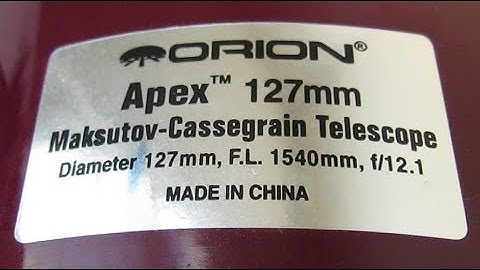 ORION®
Apex™ 127mm
Maksutov-Cassegrain Telescope
Diameter 127mm, F.L. 1540mm, f/12.1
MADE IN CHINA